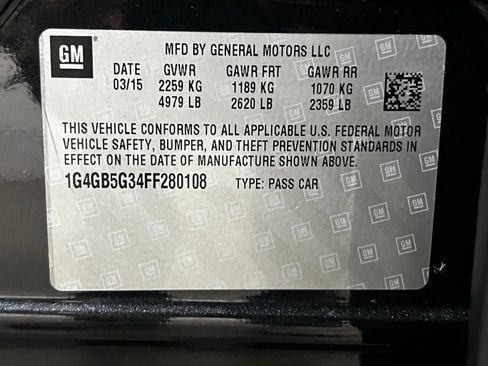 GM
MFD BY GENERAL MOTORS LLC
DATE GVWR GAWR FRT GAWR RR
03/15 2259 KG 1189 KG 1070 KG
4979 LB 2620 LB 2359 LB
THIS VEHICLE CONFORMS TO ALL APPLICABLE U.S. FEDERAL MOTOR
VEHICLE SAFETY, BUMPER, AND THEFT PREVENTION STANDARDS IN
EFFECT ON THE DATE OF MANUFACTURE SHOWN ABOVE.
1G4GB5G34FF280108 TYPE: PASS CAR